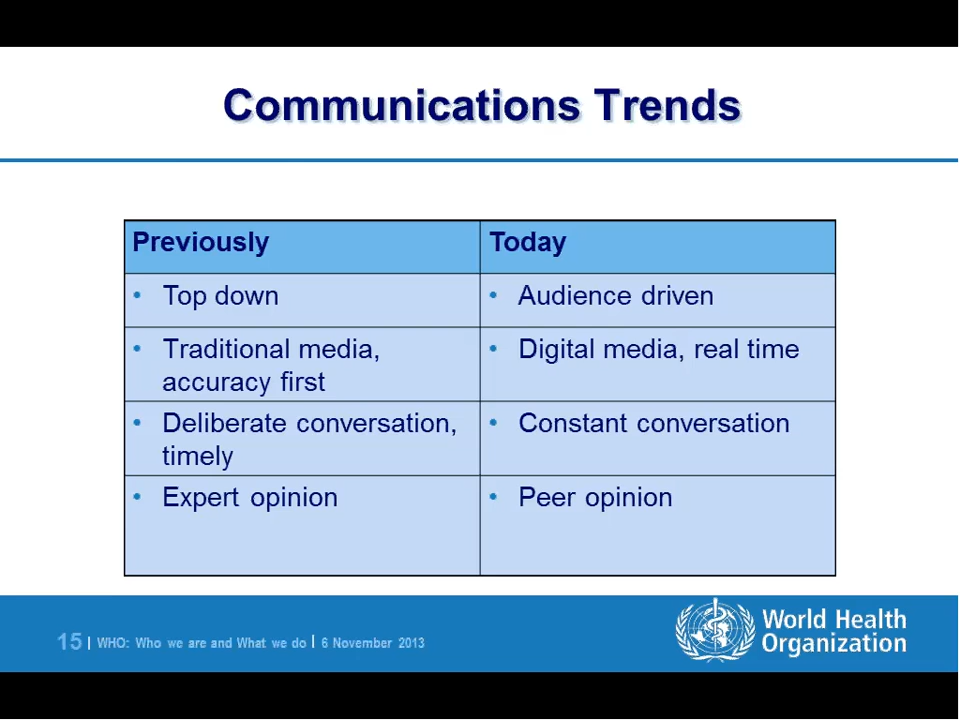 Communications Trends
Previously
Today
• Top down
• Audience driven
• Traditional media,
accuracy first
• Digital media, real time
• Deliberate conversation,
timely
• Constant conversation
• Expert opinion
• Peer opinion
15 | WHO: Who we are and What we do | 6 November 2013
World Health
Organization